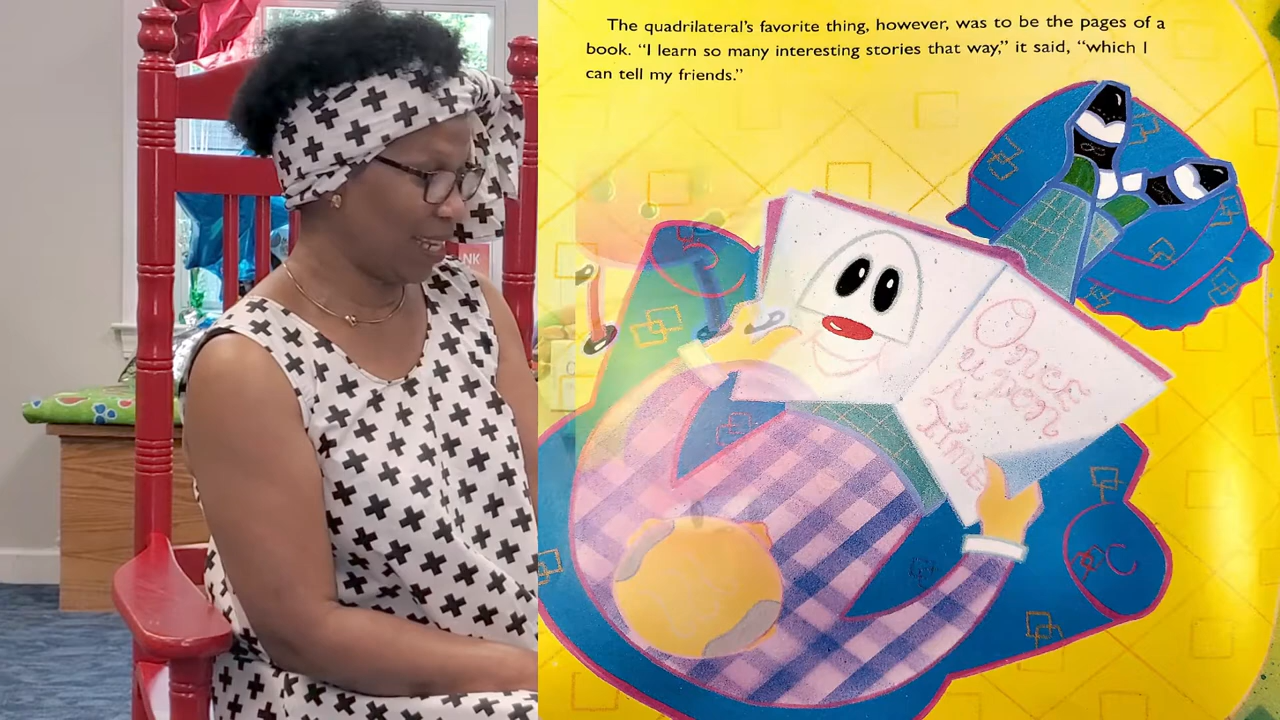 The quadrilateral's favorite thing, however, was to be the pages of a
book. "I learn so many interesting stories that way," it said, "which I
can tell my friends."
Once
upon
A
Time
NK